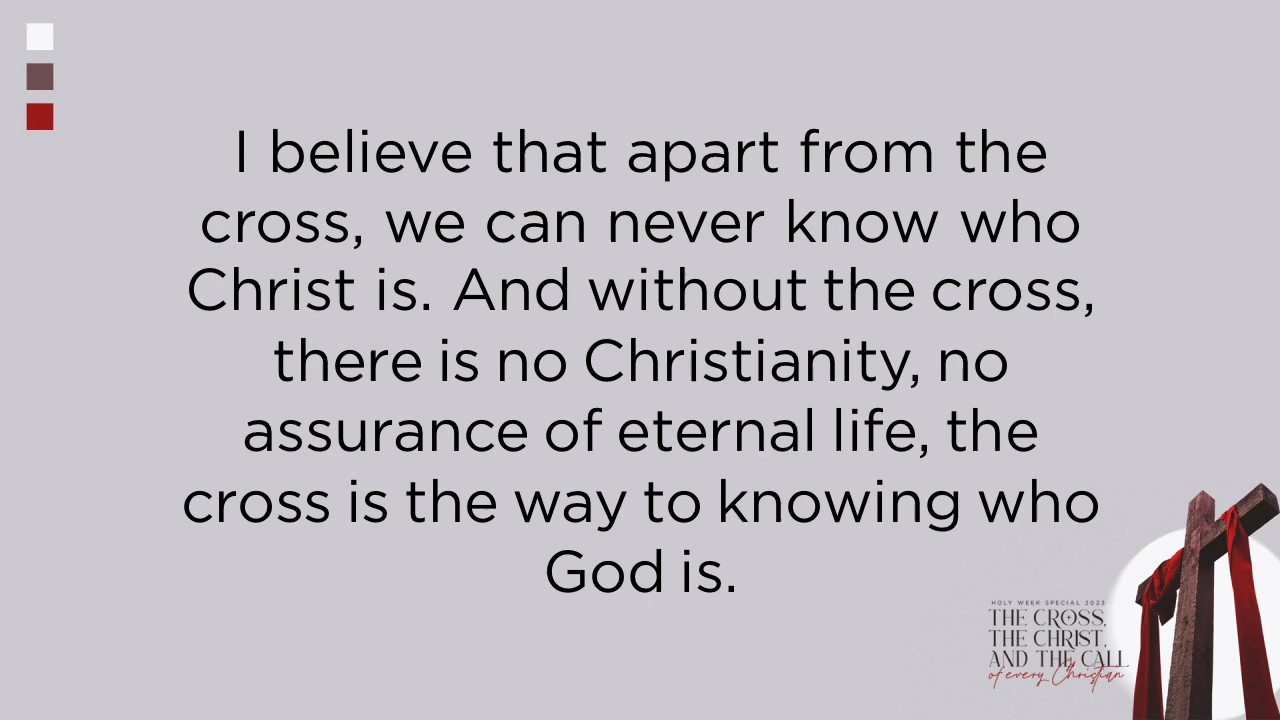 I believe that apart from the
cross, we can never know who
Christ is. And without the cross,
there is no Christianity, no
assurance of eternal life, the
cross is the way to knowing who
God is.
HOLY WEEK SPECIAL 2023
THE CROSS,
THE CHRIST,
AND THE CALL
of every Christian